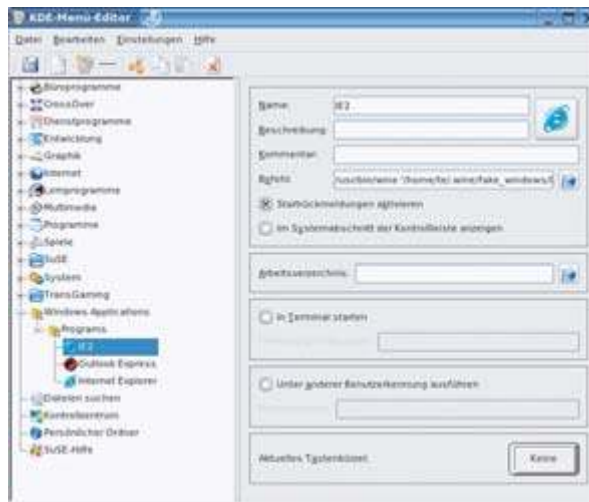 KDE-Menü-Editor
Datei Bearbeiten Einstellungen Hilfe
Büroprogramme
CrossOver
Dienstprogramme
Entwicklung
Graphik
Internet
Lernprogramme
Multimedia
Programme
Spiele
SuSE
System
TransGaming
Windows Applications
Programs
IE2
Outlook Express
Internet Explorer
Dateien suchen
Kontrollzentrum
Persönlicher Ordner
SuSE-Hilfe
Name: IE2
Beschreibung:
Kommentar:
Befehl:
Startrückmeldungen aktivieren
Im Systemabschnitt der Kontrollleiste anzeigen
Arbeitsverzeichnis:
In Terminal starten
Unter anderer Benutzerkennung ausführen
Aktuelles Tastenkürzel:
Keine